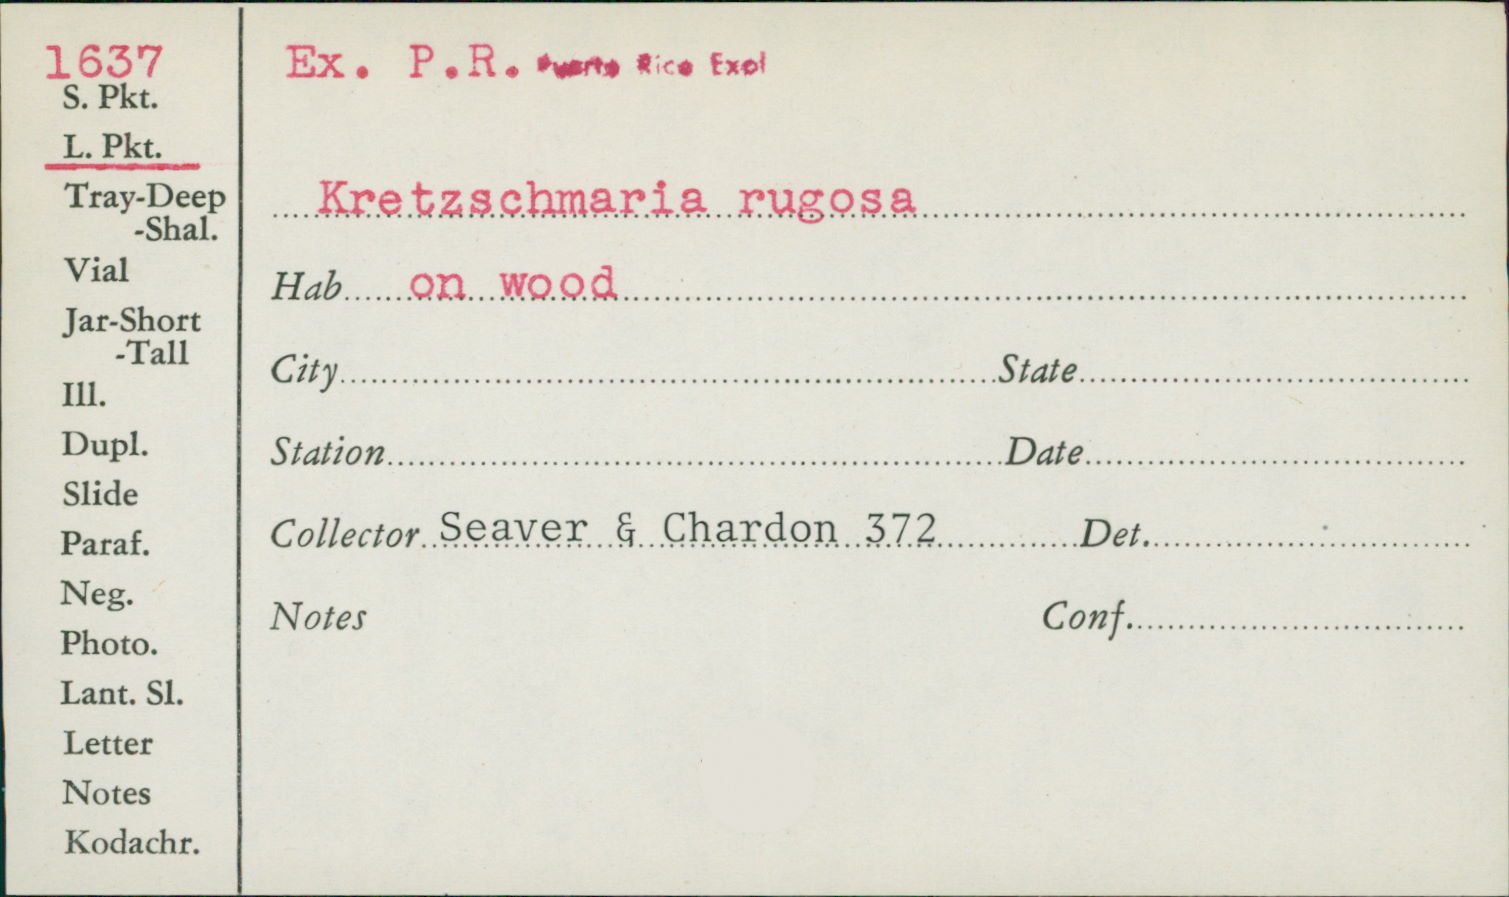 1637
S. Pkt.
L. Pkt.
Tray-Deep
-Shal.
Vial
Jar-Short
-Tall
Ill.
Dupl.
Slide
Paraf.
Neg.
Photo.
Lant. Sl.
Letter
Notes
Kodachr.
Ex. P.R. Puerto Rico Expl
Kretzschmaria rugosa
Hab on wood
City State
Station Date
Collector Seaver & Chardon 372 Det.
Notes Conf.